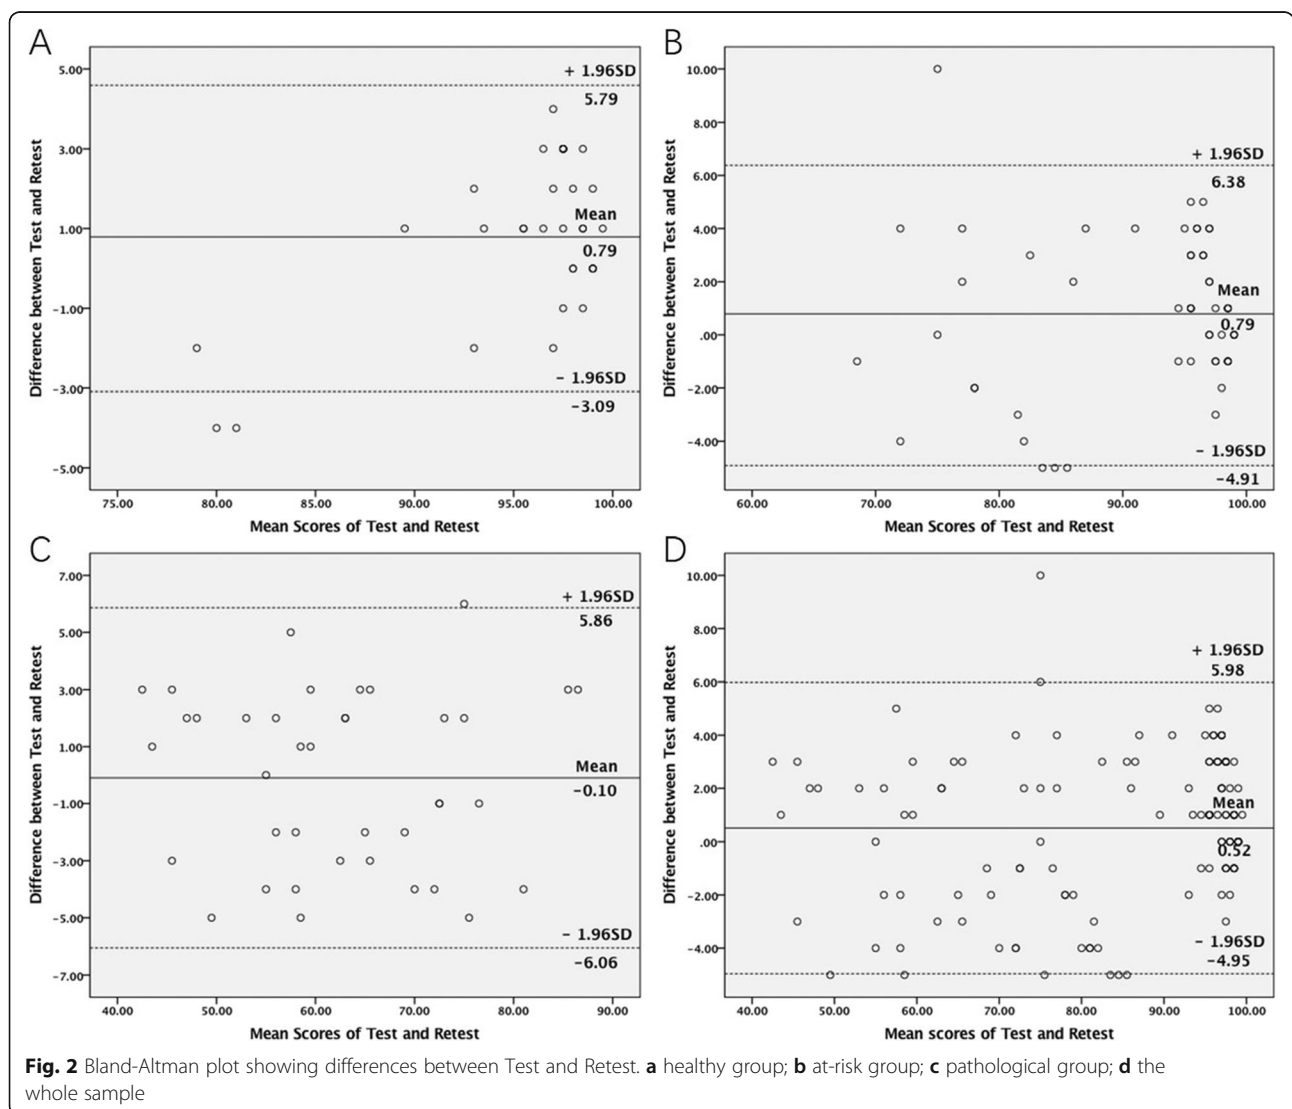 A
Difference between Test and Retest
5.00
3.00
1.00
-1.00
-3.00
-5.00
+ 1.96SD
5.79
Mean
0.79
- 1.96SD
-3.09
75.00 80.00 85.00 90.00 95.00 100.00
Mean Scores of Test and Retest
B
Difference between Test and Retest
10.00
8.00
6.00
4.00
2.00
.00
-2.00
-4.00
+ 1.96SD
6.38
Mean
0.79
- 1.96SD
-4.91
60.00 70.00 80.00 90.00 100.00
Mean Scores of Test and Retest
C
Difference between Test and Retest
7.00
5.00
3.00
1.00
-1.00
-3.00
-5.00
-7.00
+ 1.96SD
5.86
Mean
-0.10
- 1.96SD
-6.06
40.00 50.00 60.00 70.00 80.00 90.00
Mean Scores of Test and Retest
D
Difference between Test and Retest
10.00
8.00
6.00
4.00
2.00
.00
-2.00
-4.00
+ 1.96SD
5.98
Mean
0.52
- 1.96SD
-4.95
40.00 50.00 60.00 70.00 80.00 90.00 100.00
Mean scores of Test and Retest
Fig. 2 Bland-Altman plot showing differences between Test and Retest. a healthy group; b at-risk group; c pathological group; d the
whole sample